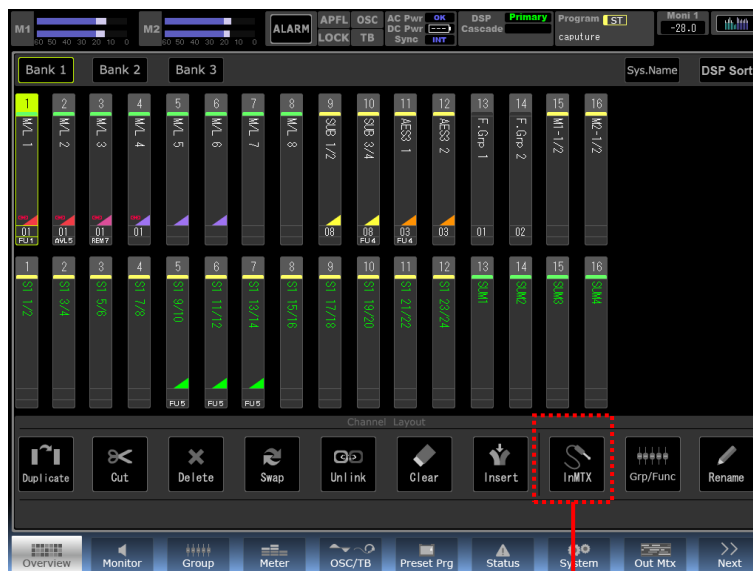 M1
60 50 40 30 20 10 0
M2
60 50 40 30 20 10 0
ALARM
APFL OSC
LOCK TB
AC Pwr OK
DC Pwr [---]
Sync INT
DSP Primary
Cascade
Program ST
caputure
Moni 1
-28.0
Bank 1 Bank 2 Bank 3 Sys.Name DSP Sort
1 2 3 4 5 6 7 8 9 10 11 12 13 14 15 16
M/L 1 M/L 2 M/L 3 M/L 4 M/L 5 M/L 6 M/L 7 M/L 8 SUB 1/2 SUB 3/4 AES3 1 AES3 2 F.Grp 1 F.Grp 2 M1-1/2 M2-1/2
01 01 01 01 08 08 03 03 01 02
FU1 AVL5 REM7 FU4 FU4
1 2 3 4 5 6 7 8 9 10 11 12 13 14 15 16
S1 1/2 S1 3/4 S1 5/6 S1 7/8 S1 9/10 S1 11/12 S1 13/14 S1 15/16 S1 17/18 S1 19/20 S1 21/22 S1 23/24 SUM1 SUM2 SUM3 SUM4
FU5 FU5 FU5
Channel Layout
Duplicate Cut Delete Swap Unlink Clear Insert InMTX Grp/Func Rename
Overview Monitor Group Meter OSC/TB Preset Prg Status System Out Mtx Next